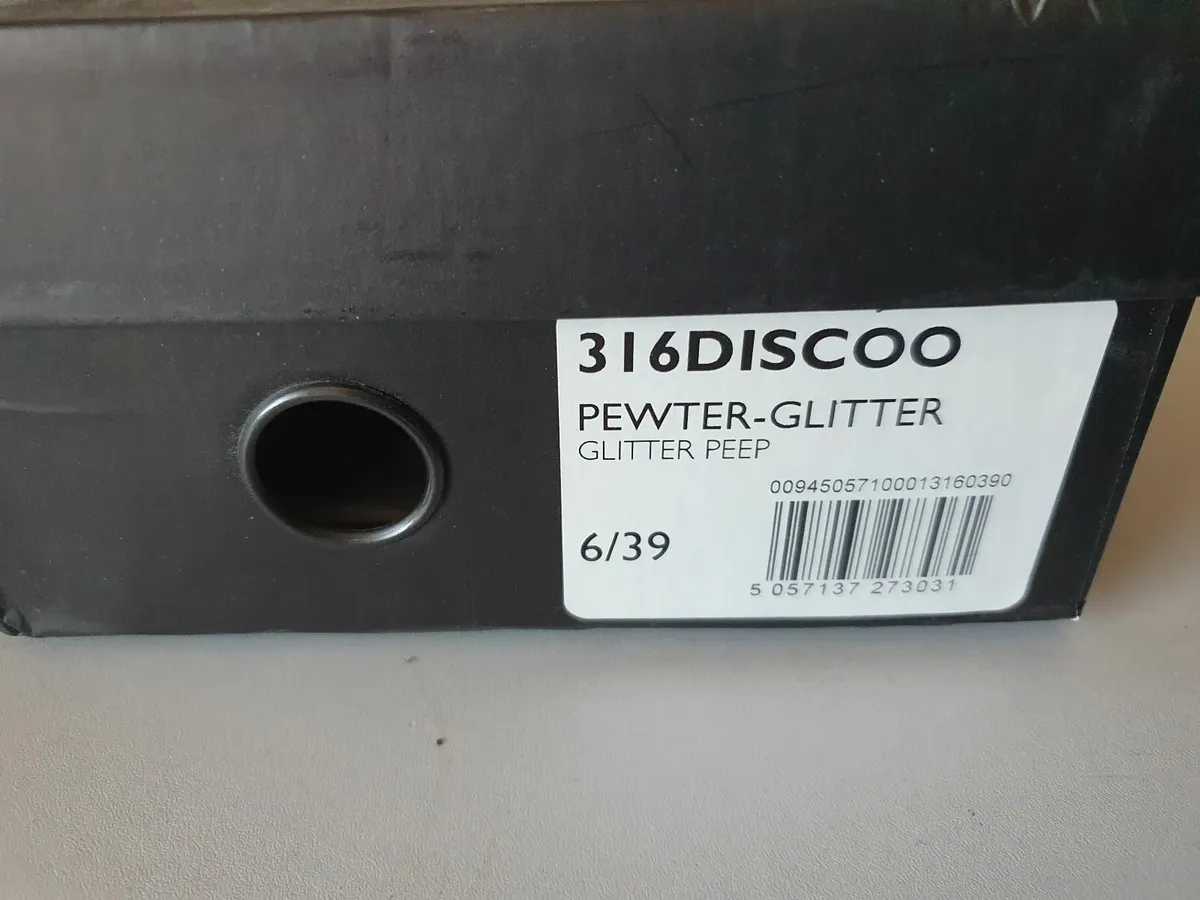 316DISCOO
PEWTER-GLITTER
GLITTER PEEP
00945057100013160390
6/39
5 057137 273031